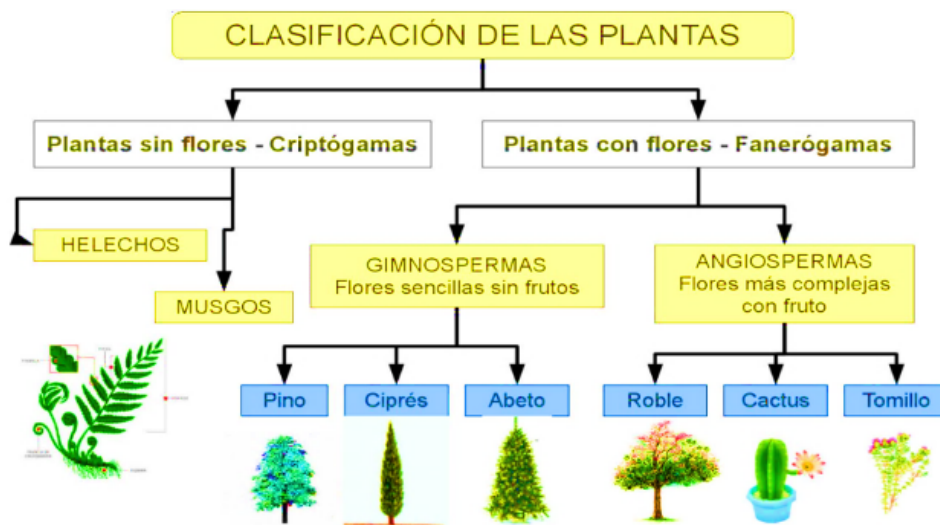 CLASIFICACIÓN DE LAS PLANTAS
Plantas sin flores - Criptógamas
Plantas con flores - Fanerógamas
HELECHOS
MUSGOS
GIMNOSPERMAS
Flores sencillas sin frutos
ANGIOSPERMAS
Flores más complejas
con fruto
Pino
Ciprés
Abeto
Roble
Cactus
Tomillo